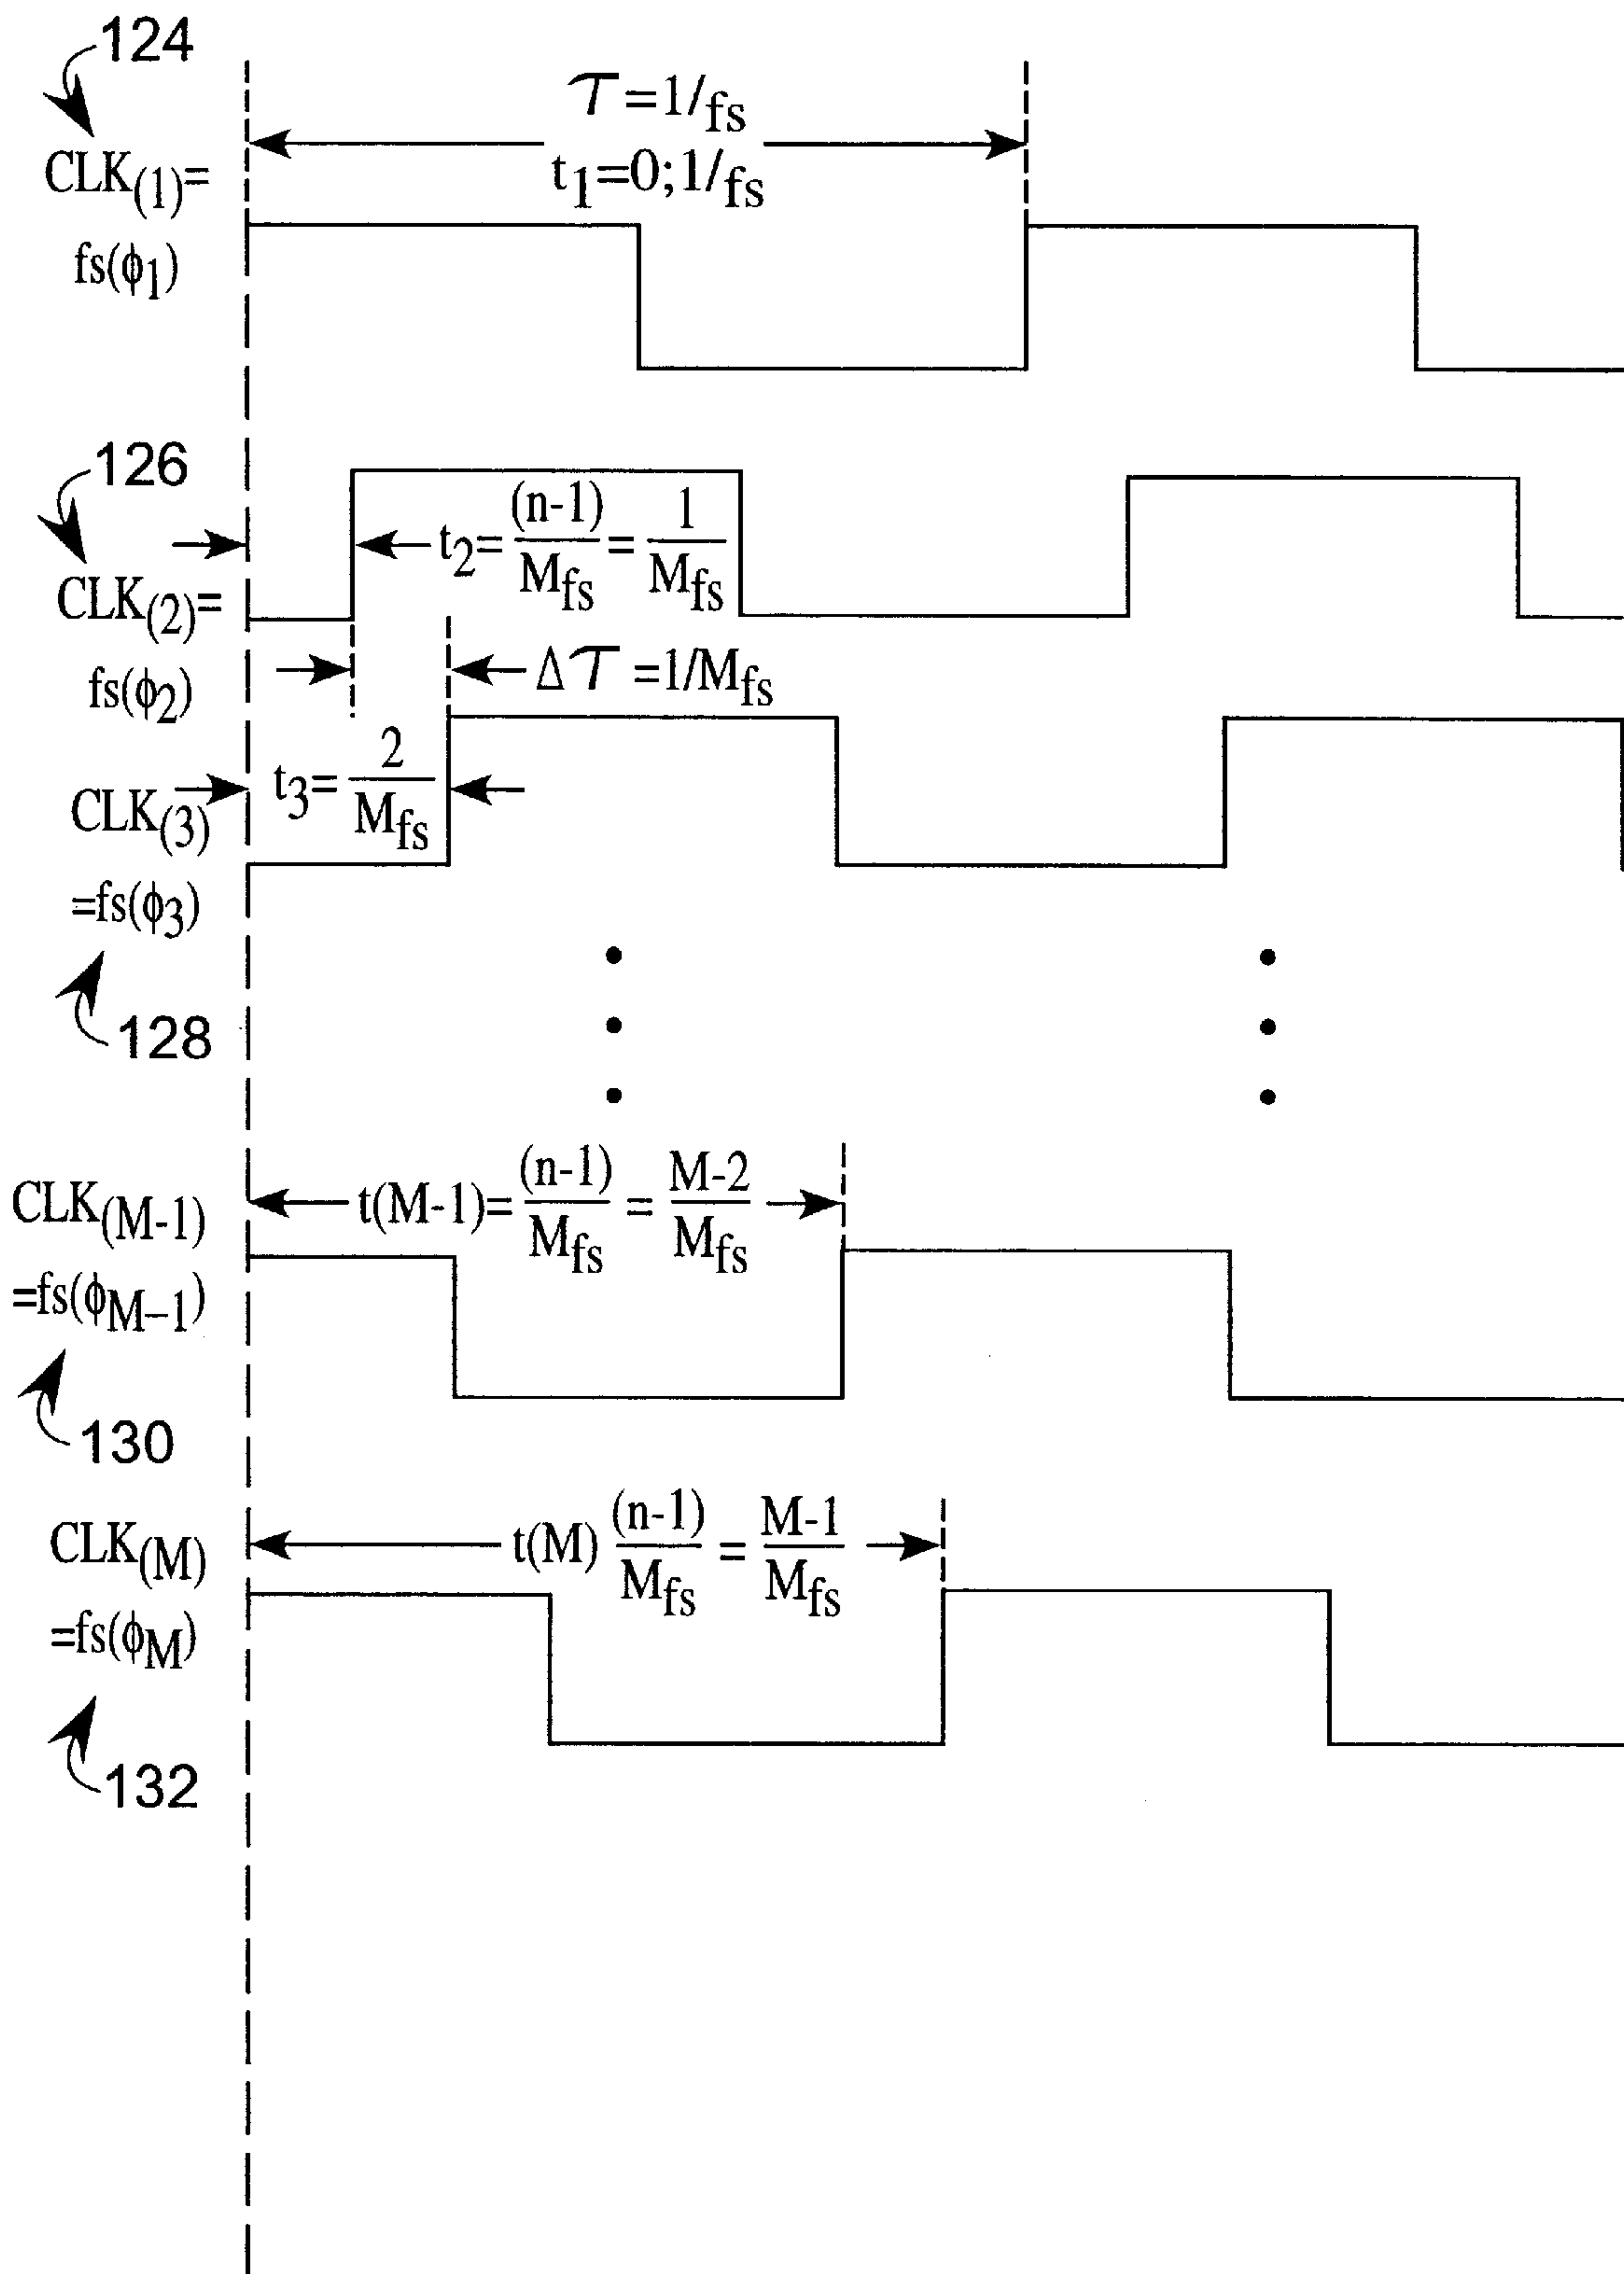 124
τ=1/fs
CLK(1)=
t1=0;1/fs
fs(ϕ1)
126
t2=(n-1)/Mfs=1/Mfs
CLK(2)=
fs(ϕ2)
Δτ=1/Mfs
t3=2/Mfs
CLK(3)
=fs(ϕ3)
128
CLK(M-1)
t(M-1)=(n-1)/Mfs=M-2/Mfs
=fs(ϕM-1)
130
CLK(M)
t(M)(n-1)/Mfs=M-1/Mfs
=fs(ϕM)
132